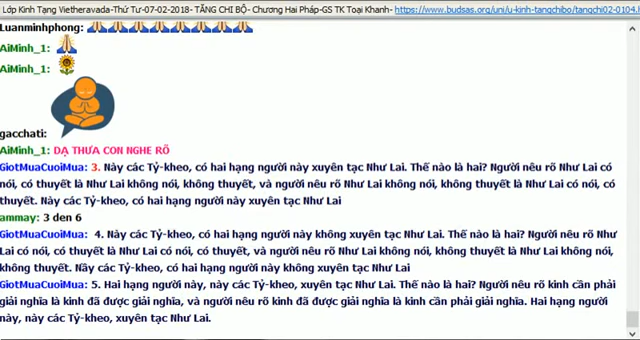 Lớp Kinh Tạng Vietheravada-Thứ Tư-07-02-2018- TĂNG CHI BỘ- Chương Hai Pháp-GS TK Toại Khanh- https://www.budsas.org/uni/u-kinh-tangchibo/tangchi02-0104.h
Luanminhphong:
AiMinh_1:
AiMinh_1:
gacchati:
AiMinh_1: DẠ THƯA CON NGHE RÕ
GiotMuaCuoiMua: 3. Này các Tỷ-kheo, có hai hạng người này xuyên tạc Như Lai. Thế nào là hai? Người nêu rõ Như Lai có
nói, có thuyết là Như Lai không nói, không thuyết, và người nêu rõ Như Lai không nói, không thuyết là Như Lai có nói, có
thuyết. Này các Tỷ-kheo, có hai hạng người này xuyên tạc Như Lai
ammay: 3 den 6
GiotMuaCuoiMua: 4. Này các Tỷ-kheo, có hai hạng người này không xuyên tạc Như Lai. Thế nào là hai? Người nêu rõ Như
Lai có nói, có thuyết là Như Lai có nói, có thuyết, và người nêu rõ Như Lai không nói, không thuyết là Như Lai không nói,
không thuyết. Này các Tỷ-kheo, có hai hạng người này không xuyên tạc Như Lai
GiotMuaCuoiMua: 5. Hai hạng người này, này các Tỷ-kheo, xuyên tạc Như Lai. Thế nào là hai? Người nêu rõ kinh cần phải
giải nghĩa là kinh đã được giải nghĩa, và người nêu rõ kinh đã được giải nghĩa là kinh cần phải giải nghĩa. Hai hạng người
này, này các Tỷ-kheo, xuyên tạc Như Lai.